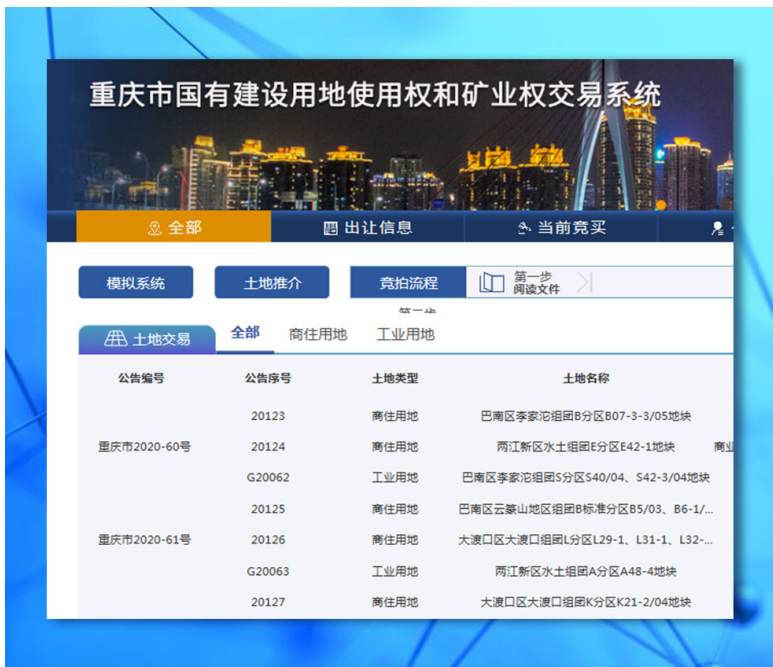 重庆市国有建设用地使用权和矿业权交易系统
全部 出让信息 当前竞买
模拟系统 土地推介 竞拍流程 第一步
阅读文件
土地交易 全部 商住用地 工业用地
公告编号 公告序号 土地类型 土地名称
20123 商住用地 巴南区李家沱组团B分区B07-3-3/05地块
重庆市2020-60号 20124 商住用地 两江新区水土组团E分区E42-1地块 商业
G20062 工业用地 巴南区李家沱组团S分区S40/04、S42-3/04地块
20125 商住用地 巴南区云篆山地区组团B标准分区B5/03、B6-1/...
重庆市2020-61号 20126 商住用地 大渡口区大渡口组团L分区L29-1、L31-1、L32-...
G20063 工业用地 两江新区水土组团A分区A48-4地块
20127 商住用地 大渡口区大渡口组团K分区K21-2/04地块